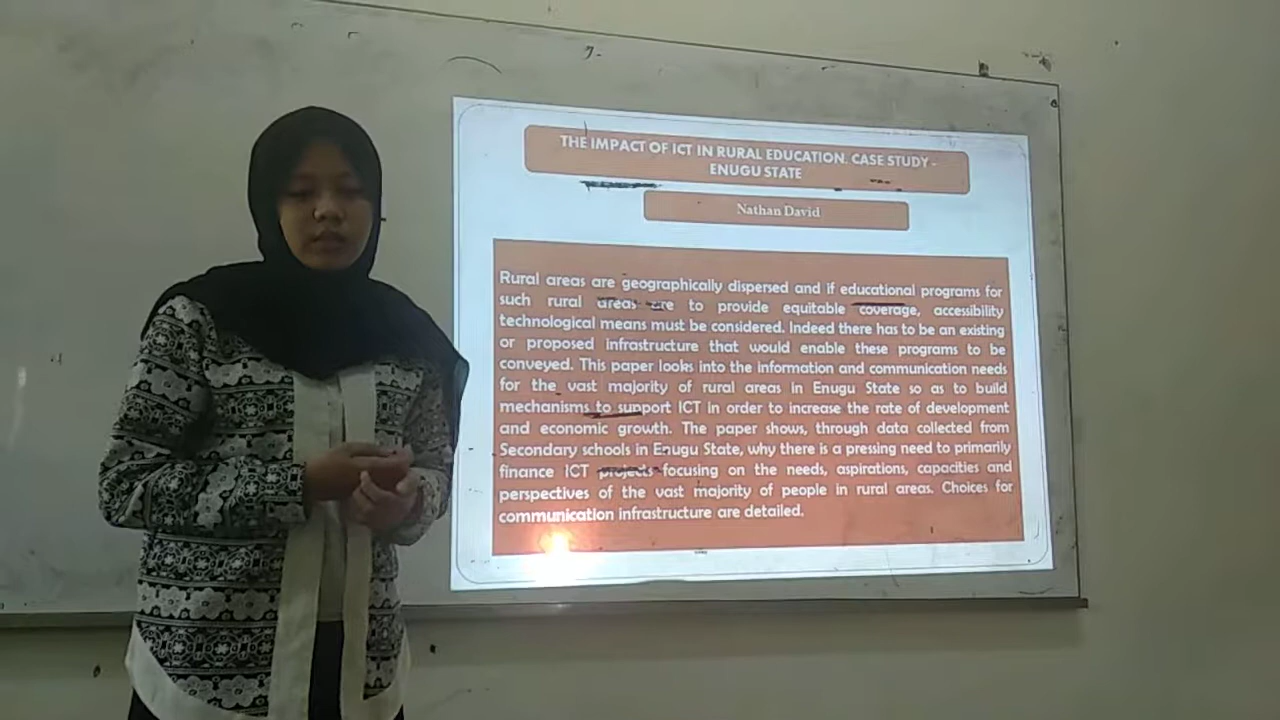 THE IMPACT OF ICT IN RURAL EDUCATION. CASE STUDY -
ENUGU STATE
Nathan David
Rural areas are geographically dispersed and if educational programs for
such rural areas are to provide equitable coverage, accessibility
technological means must be considered. Indeed there has to be an existing
or proposed infrastructure that would enable these programs to be
conveyed. This paper looks into the information and communication needs
for the vast majority of rural areas in Enugu State so as to build
mechanisms to support ICT in order to increase the rate of development
and economic growth. The paper shows, through data collected from
Secondary schools in Enugu State, why there is a pressing need to primarily
finance ICT projects focusing on the needs, aspirations, capacities and
perspectives of the vast majority of people in rural areas. Choices for
communication infrastructure are detailed.